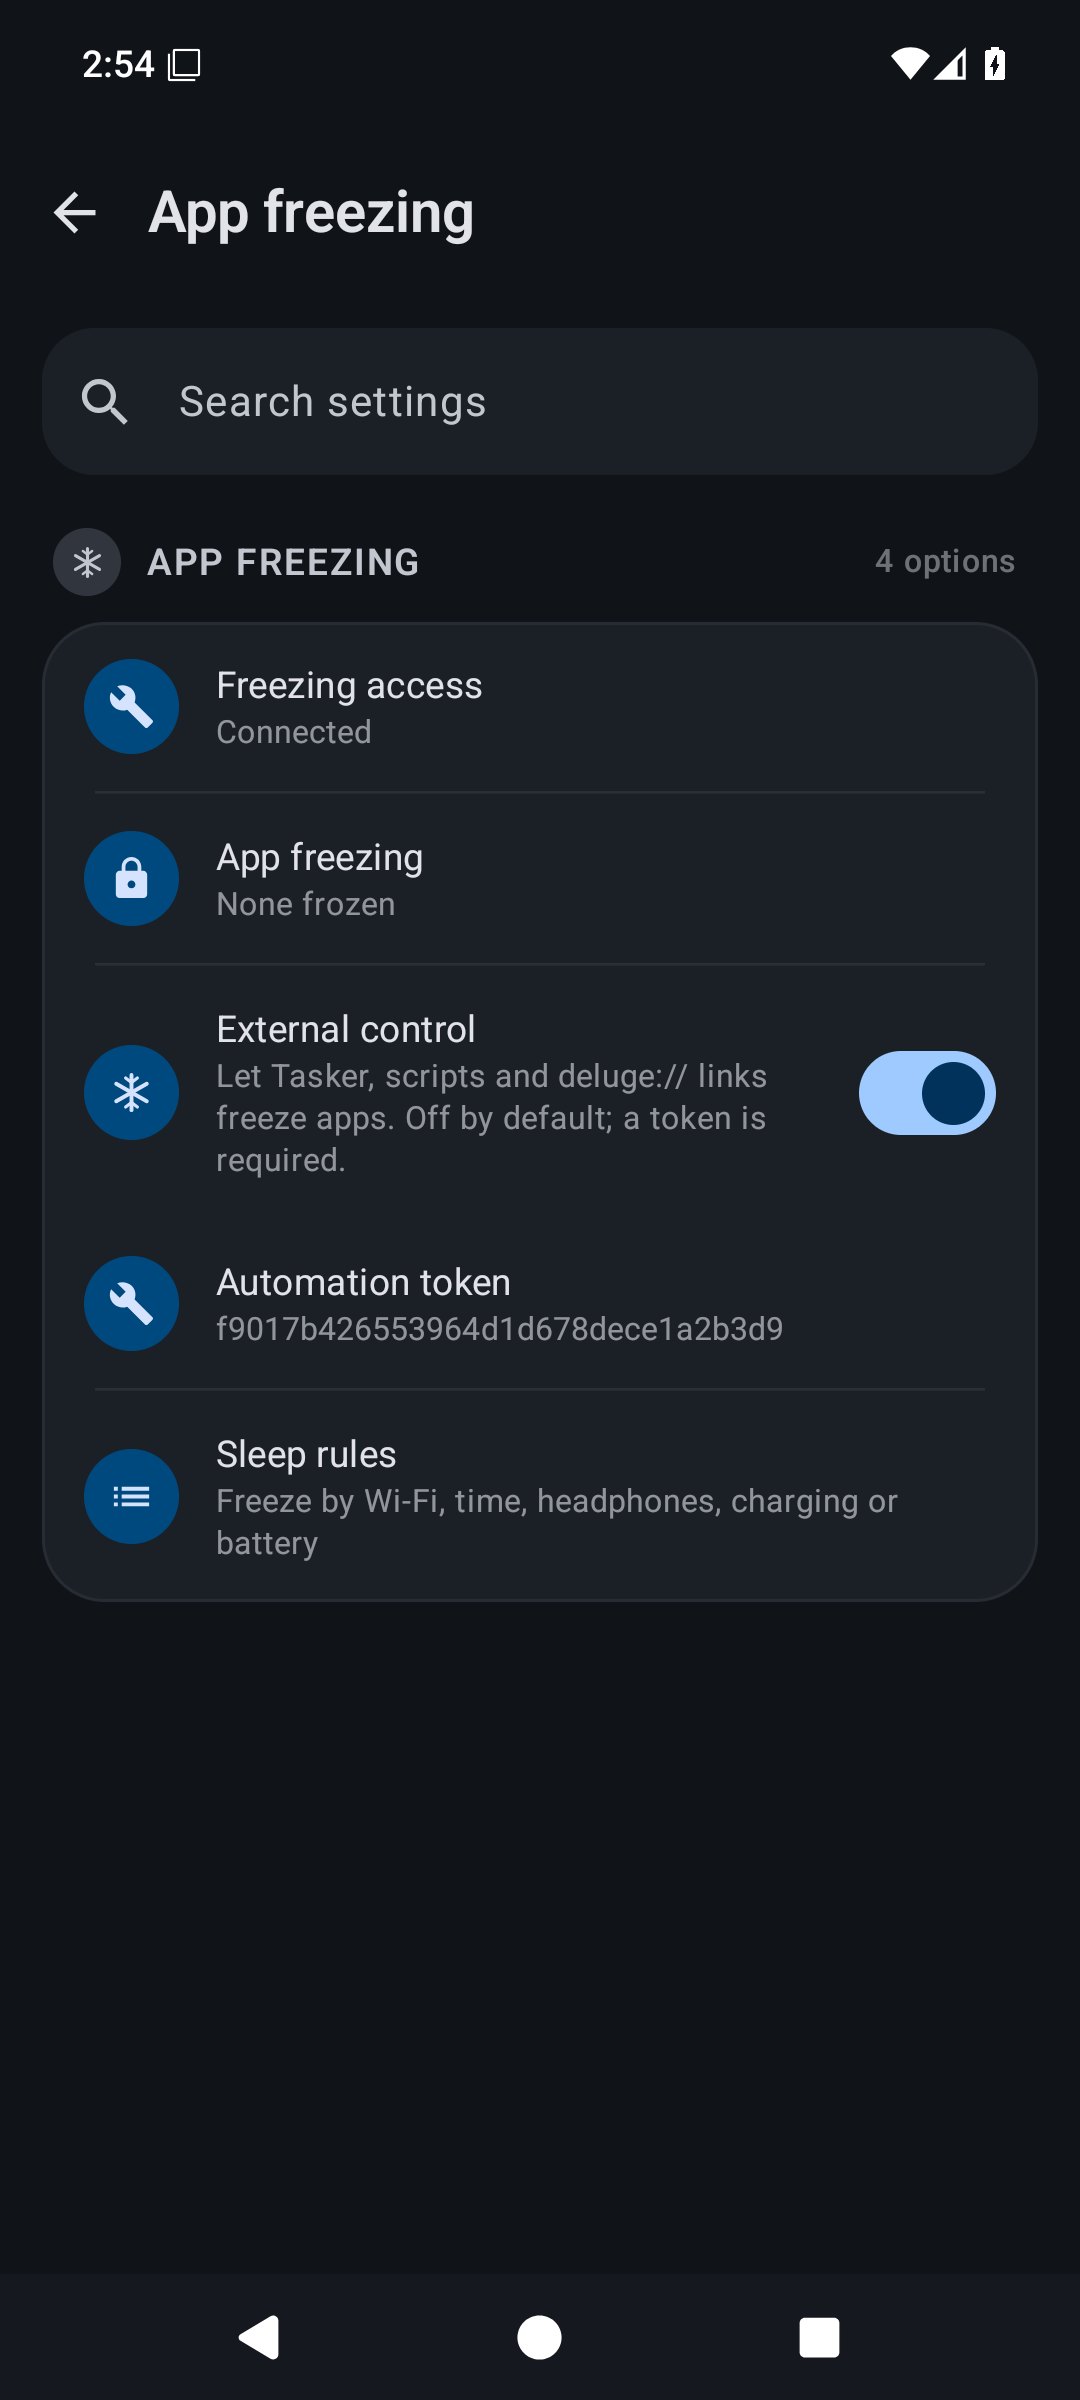 2:54
App freezing
Search settings
APP FREEZING
4 options
Freezing access
Connected
App freezing
None frozen
External control
Let Tasker, scripts and deluge:// links
freeze apps. Off by default; a token is
required.
Automation token
f9017b426553964d1d678dece1a2b3d9
Sleep rules
Freeze by Wi-Fi, time, headphones, charging or
battery